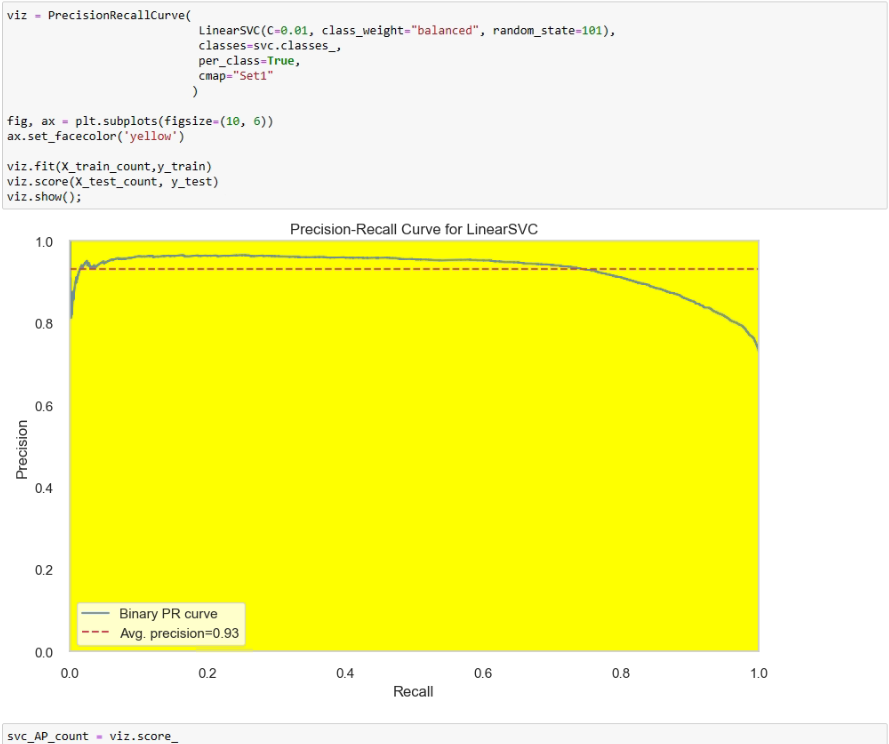 viz = PrecisionRecallCurve(
LinearSVC(C=0.01, class_weight="balanced", random_state=101),
classes=svc.classes_,
per_class=True,
cmap="Set1"
)
fig, ax = plt.subplots(figsize=(10, 6))
ax.set_facecolor('yellow')
viz.fit(X_train_count,y_train)
viz.score(X_test_count, y_test)
viz.show();
Precision-Recall Curve for LinearSVC
1.0
0.8
0.6
0.4
0.2
0.0
Precision
Binary PR curve
Avg. precision=0.93
0.0 0.2 0.4 0.6 0.8 1.0
Recall
svc_AP_count = viz.score_